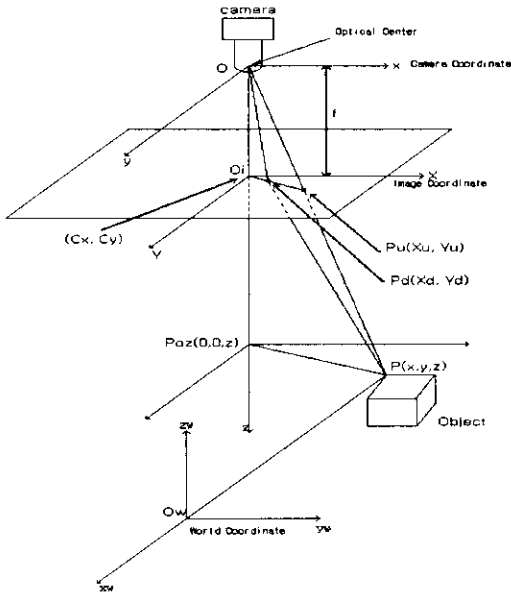 camera
Optical Center
O
x
Camera Coordinate
f
y
Oi
X
Image Coordinate
(Cx, Cy)
Y
Pu(Xu, Yu)
Pd(Xd, Yd)
Poz(0,0,z)
P(x,y,z)
Object
z
zw
Ow
World Coordinate
yw
xw